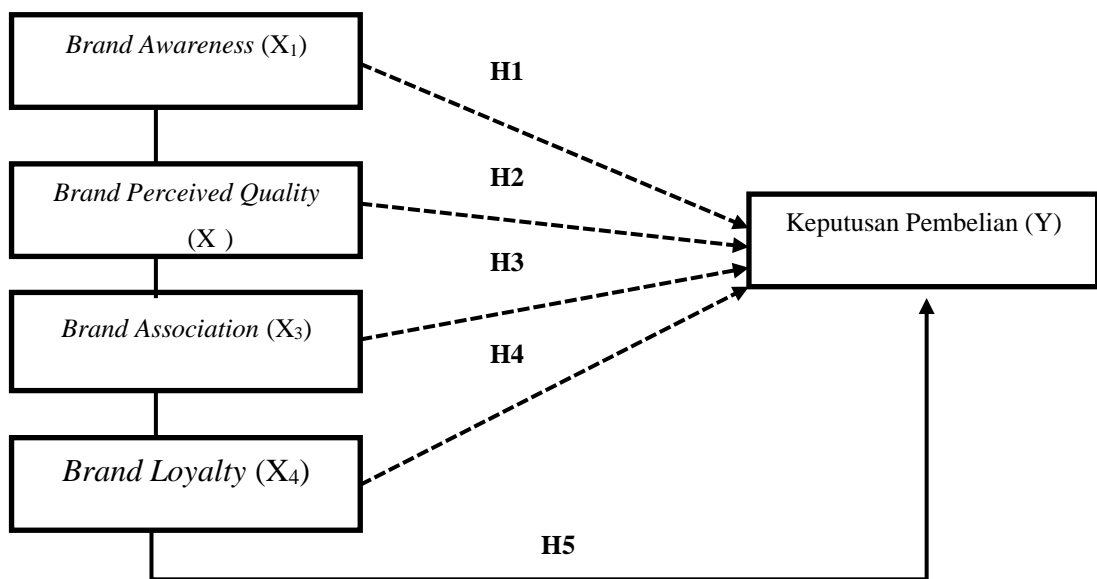 Brand Awareness (X₁)
H1
Brand Perceived Quality
(X )
H2
Keputusan Pembelian (Y)
H3
Brand Association (X₃)
H4
Brand Loyalty (X₄)
H5